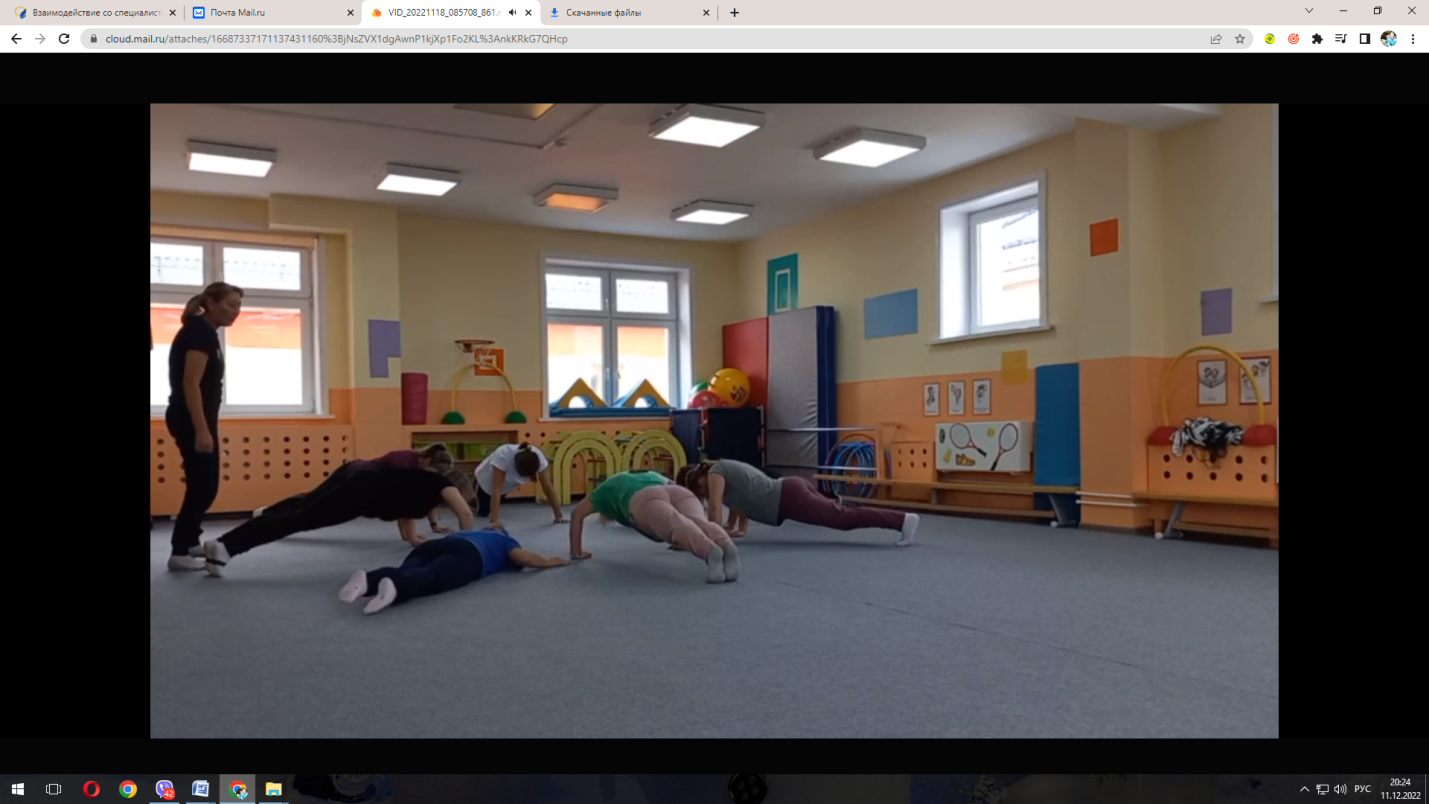 Взаимодействие со специалист
Почта Mail.ru
VID_20221118_085708_861.m
Скачанные файлы
cloud.mail.ru/attaches/16687337171137431160%3BjNsZVX1dgAwnP1kjXp1Fo2KL%3AnkKRkG7QHcp
42
РУС
20:24
11.12.2022